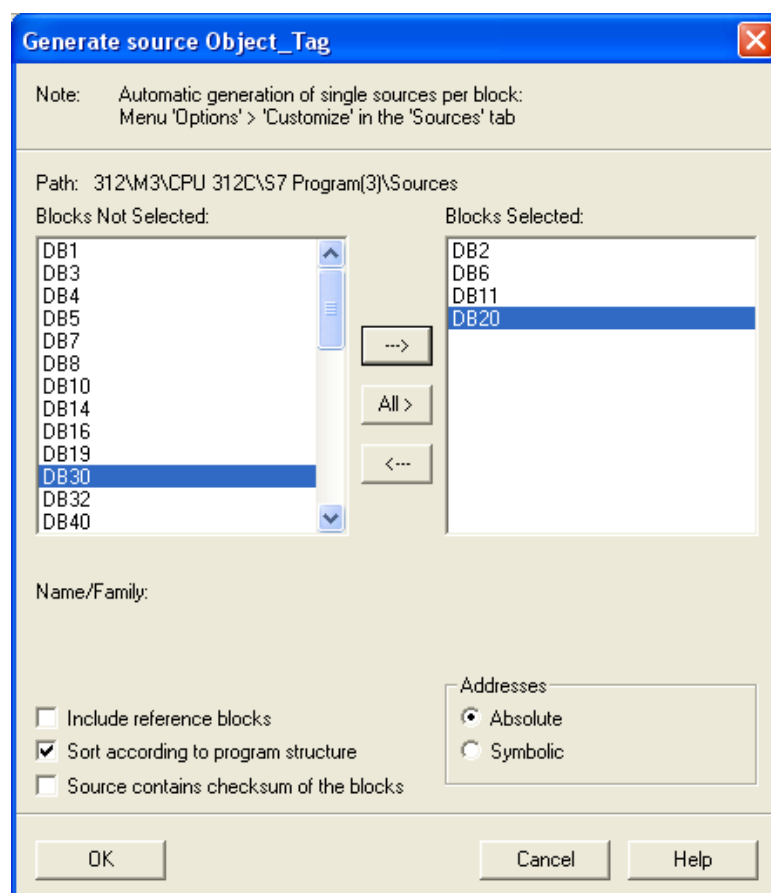 Generate source Object_Tag
Note: Automatic generation of single sources per block:
Menu 'Options' > 'Customize' in the 'Sources' tab
Path: 312\M3\CPU 312C\S7 Program(3)\Sources
Blocks Not Selected:
DB1
DB3
DB4
DB5
DB7
DB8
DB10
DB14
DB16
DB19
DB30
DB32
DB40
--->
All >
<---
Blocks Selected:
DB2
DB6
DB11
DB20
Name/Family:
Include reference blocks
Sort according to program structure
Source contains checksum of the blocks
Addresses
Absolute
Symbolic
OK
Cancel
Help